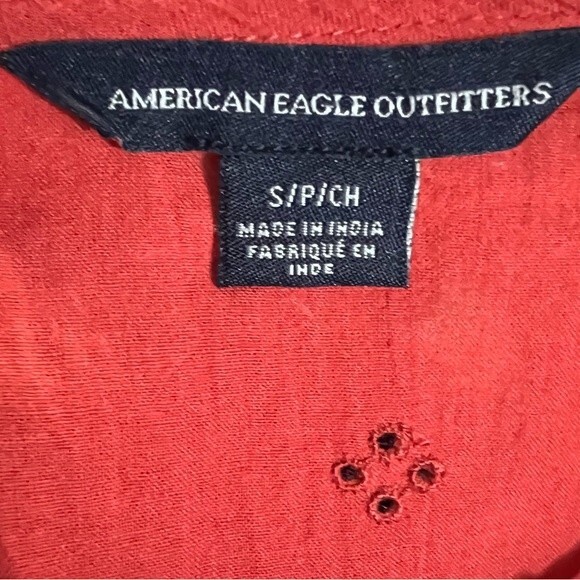 AMERICAN EAGLE OUTFITTERS
S/P/CH
MADE IN INDIA
FABRIQUÉ EN
INDE